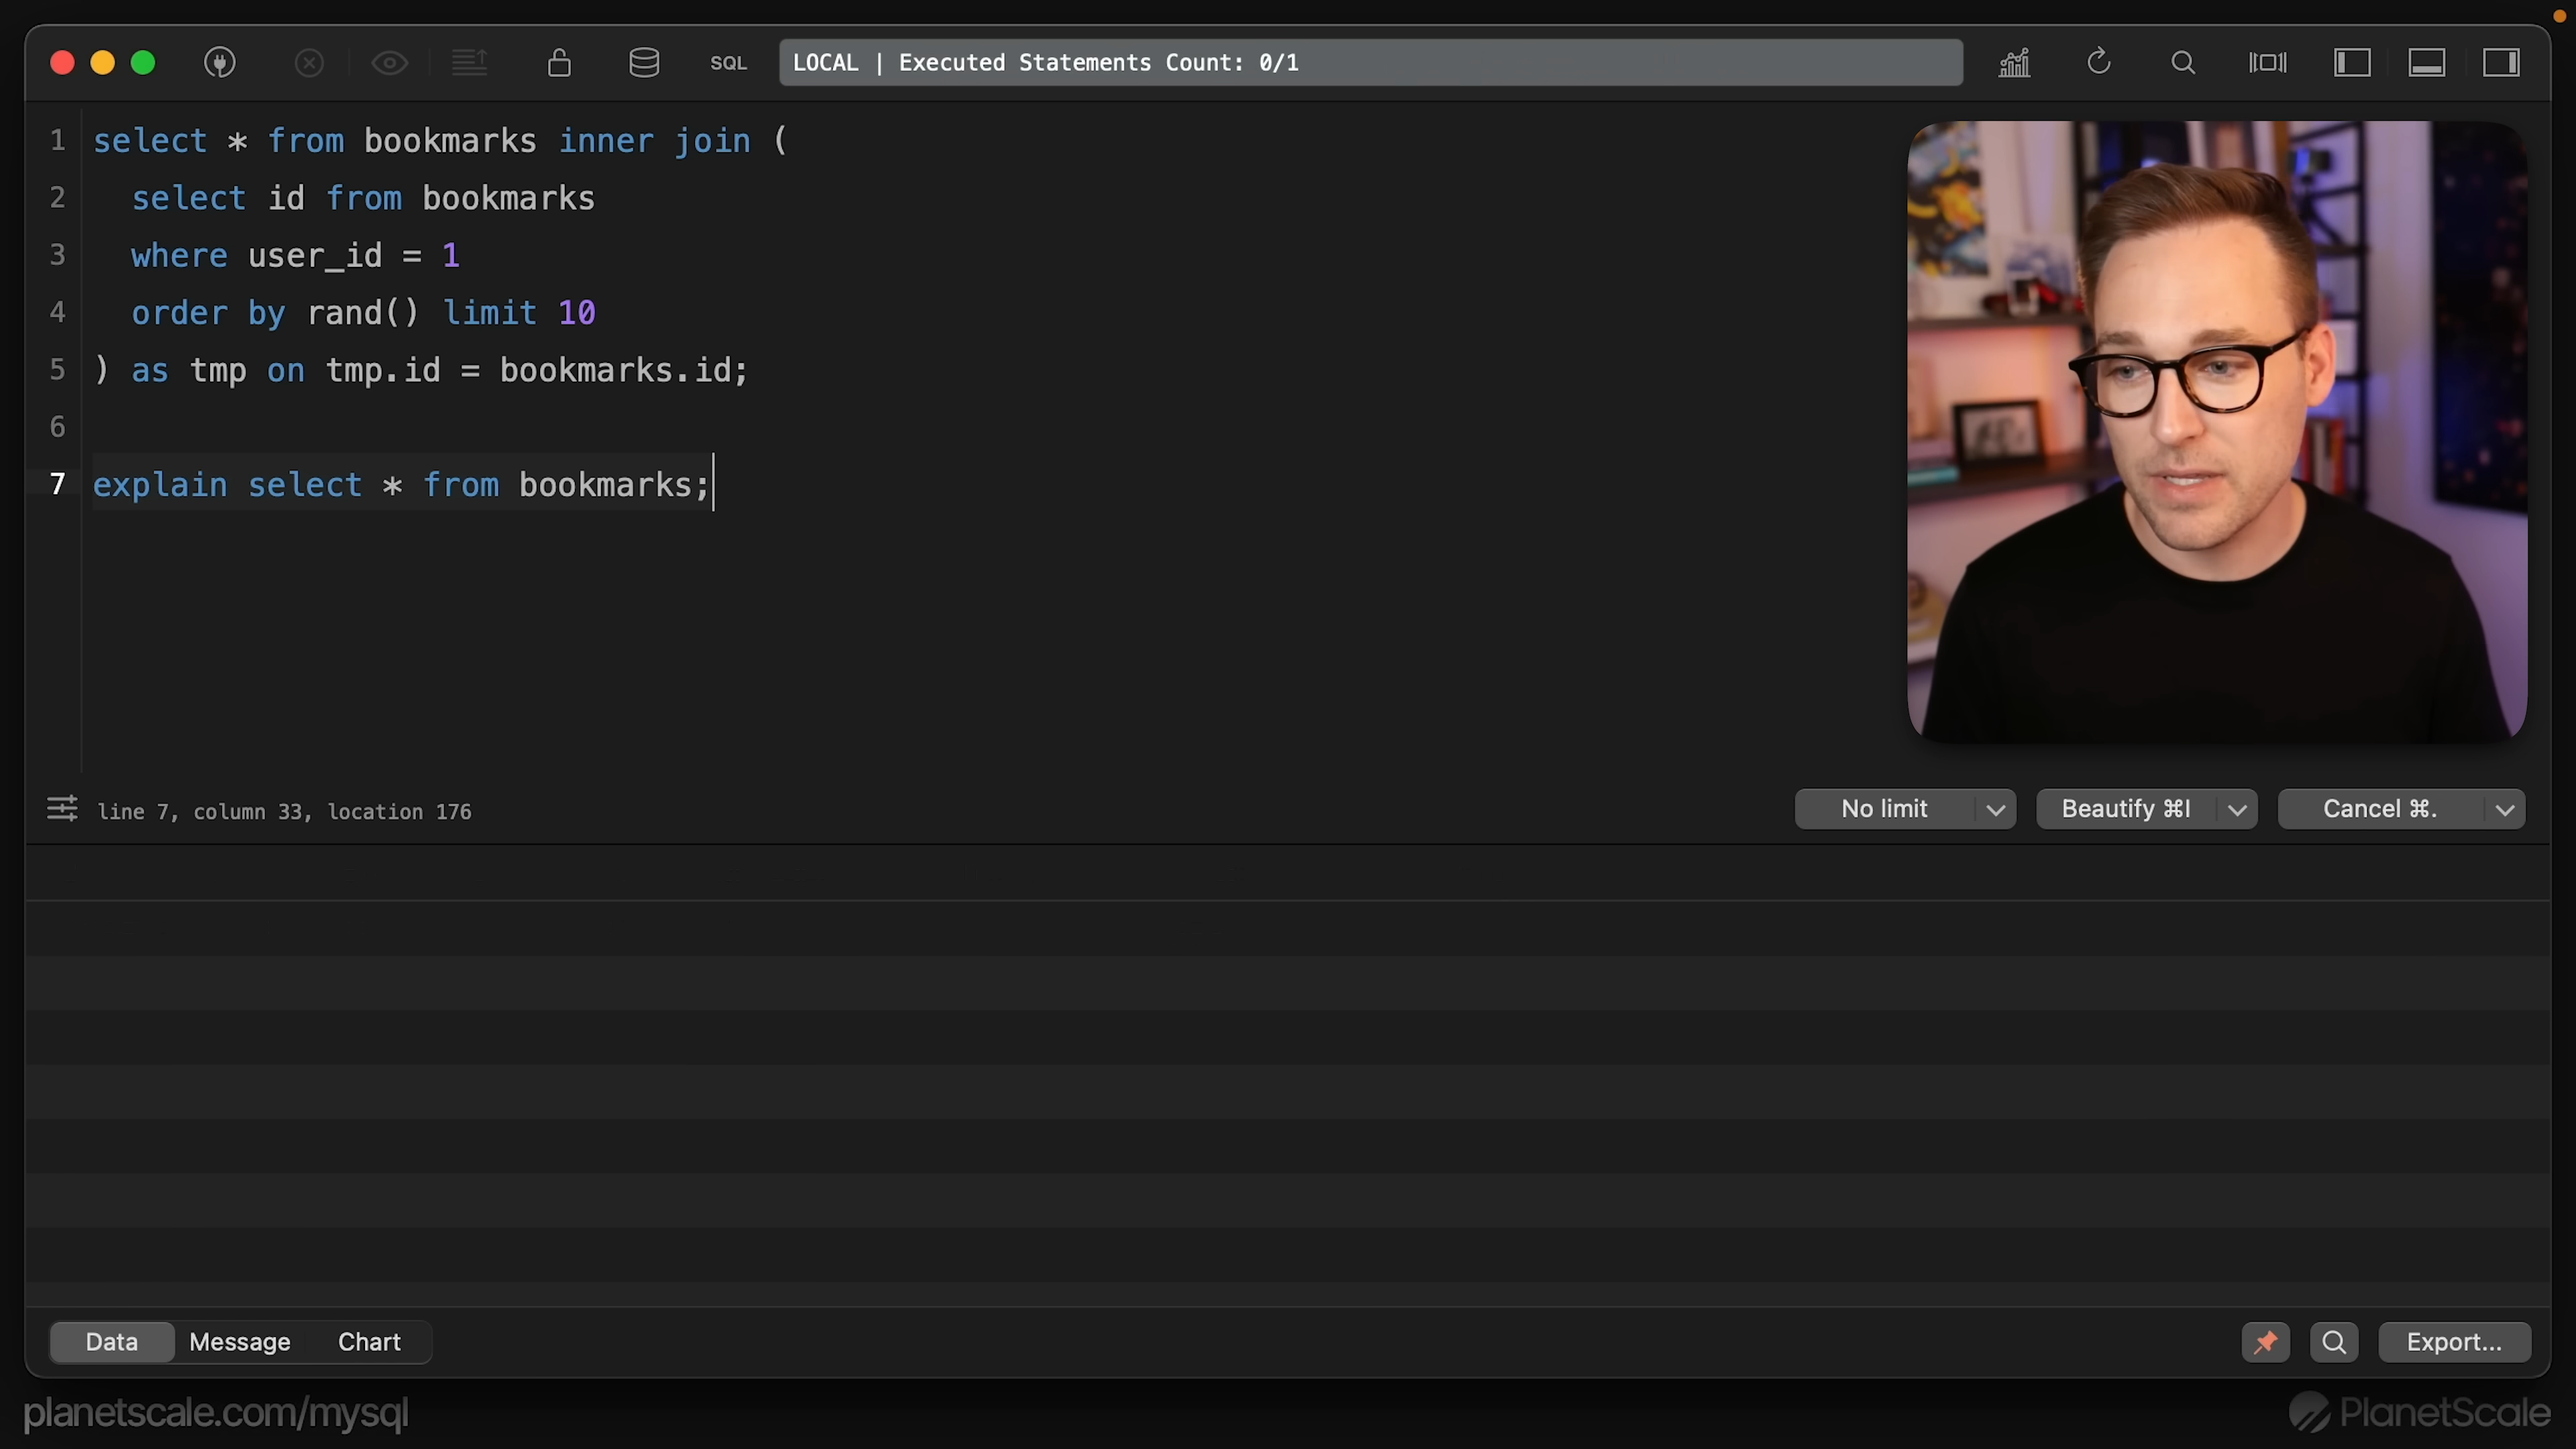 SQL
LOCAL | Executed Statements Count: 0/1
1 select * from bookmarks inner join (
2 select id from bookmarks
3 where user_id = 1
4 order by rand() limit 10
5 ) as tmp on tmp.id = bookmarks.id;
6
7 explain select * from bookmarks;
line 7, column 33, location 176
No limit
Beautify ⌘I
Cancel ⌘.
Data
Message
Chart
Export...
planetscale.com/mysql
PlanetScale